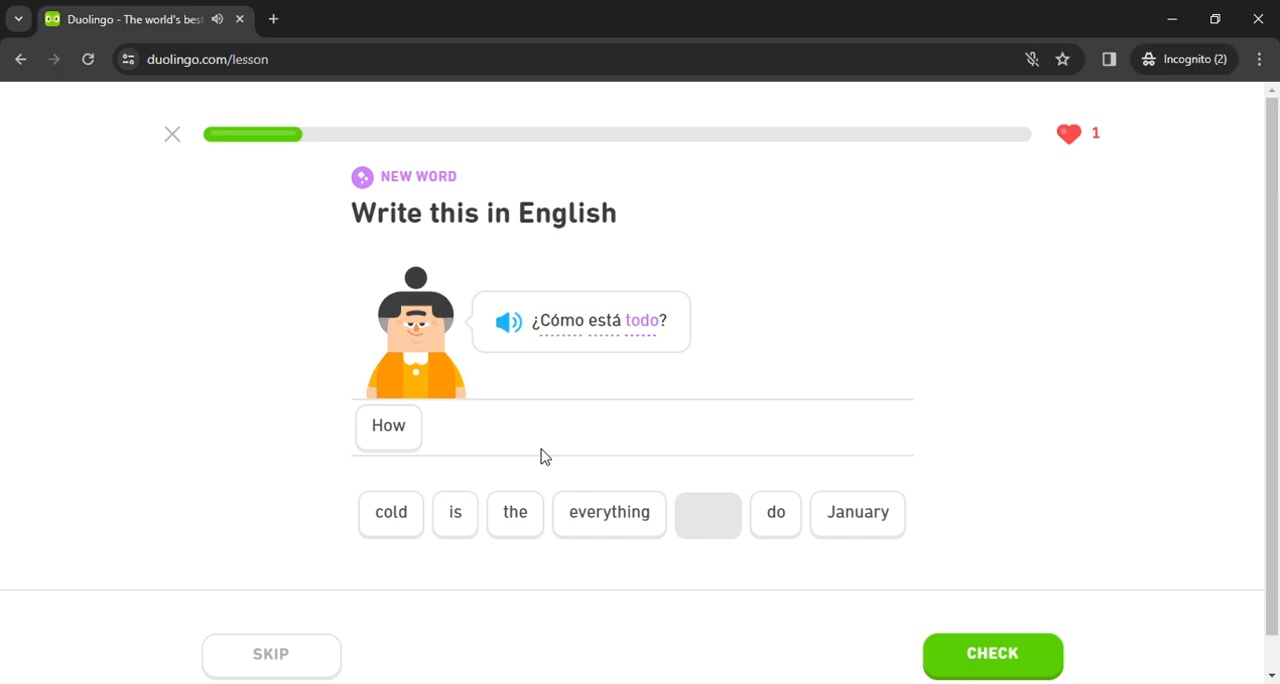 Duolingo - The world's bes
duolingo.com/lesson
Incognito (2)
1
NEW WORD
Write this in English
¿Cómo está todo?
How
cold is the everything do January
SKIP
CHECK